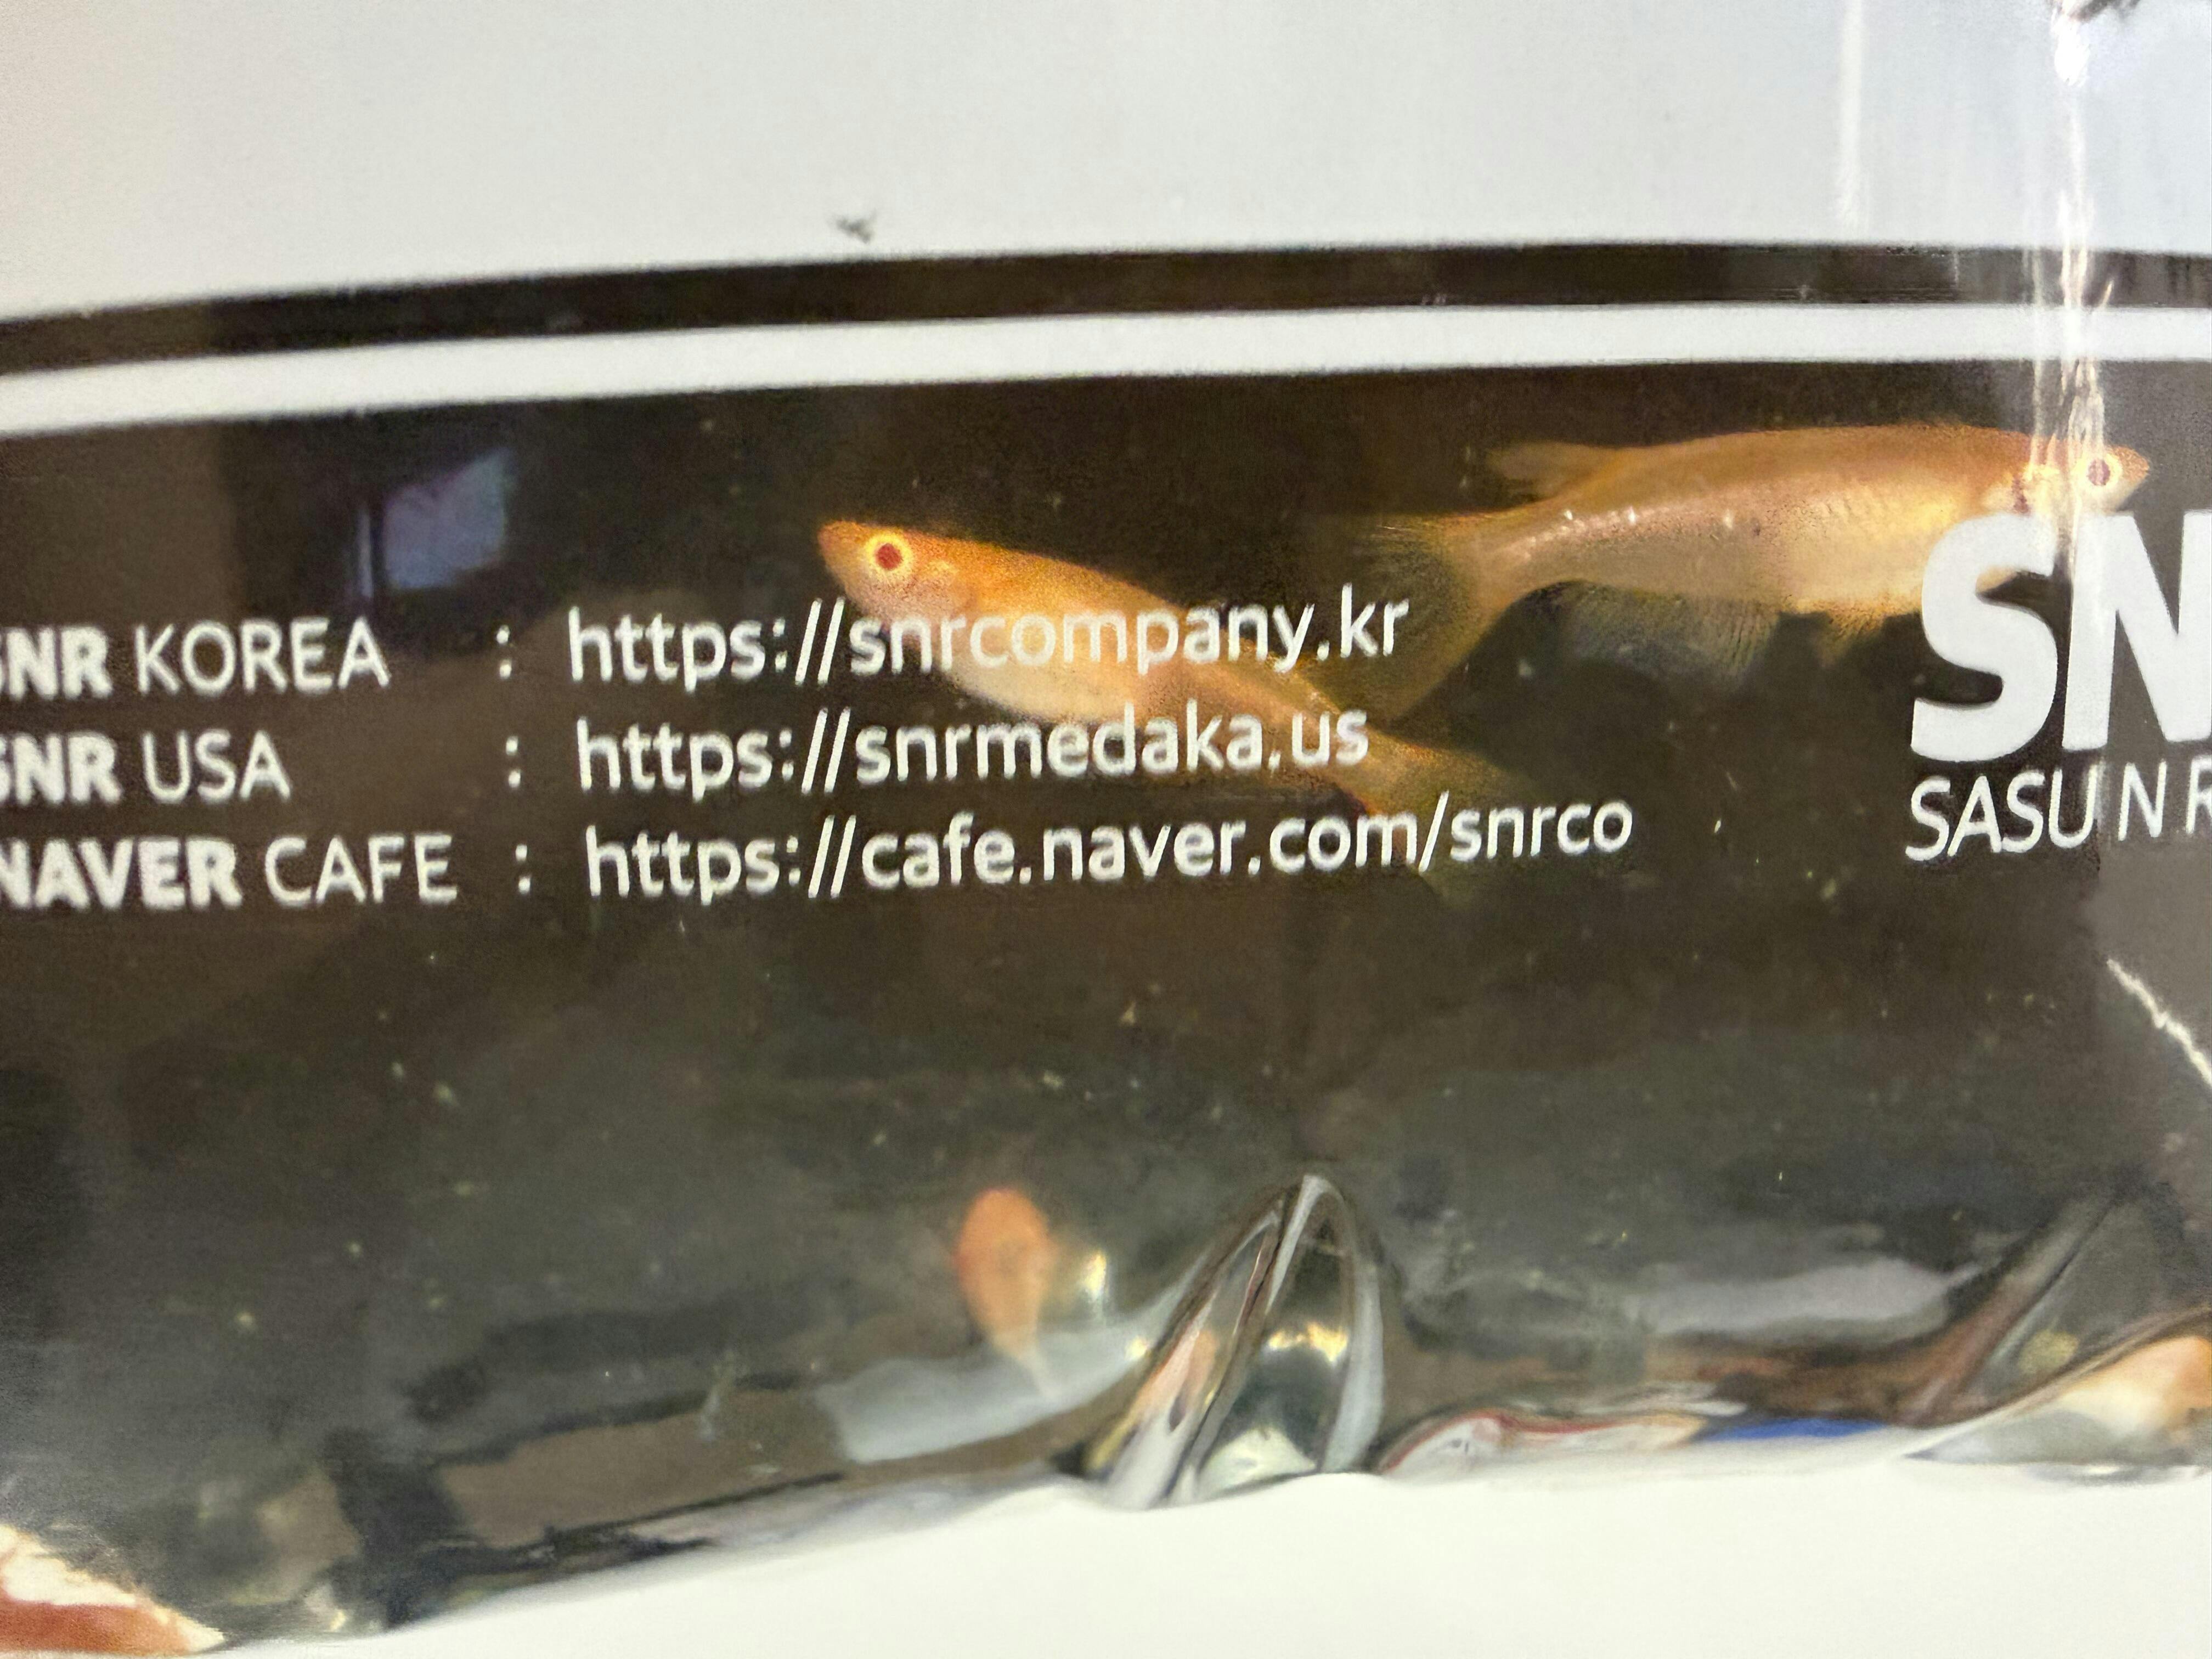 SNR KOREA : https://snrcompany.kr
SNR USA : https://snrmedaka.us
NAVER CAFE : https://cafe.naver.com/snrco
SN
SASU N R